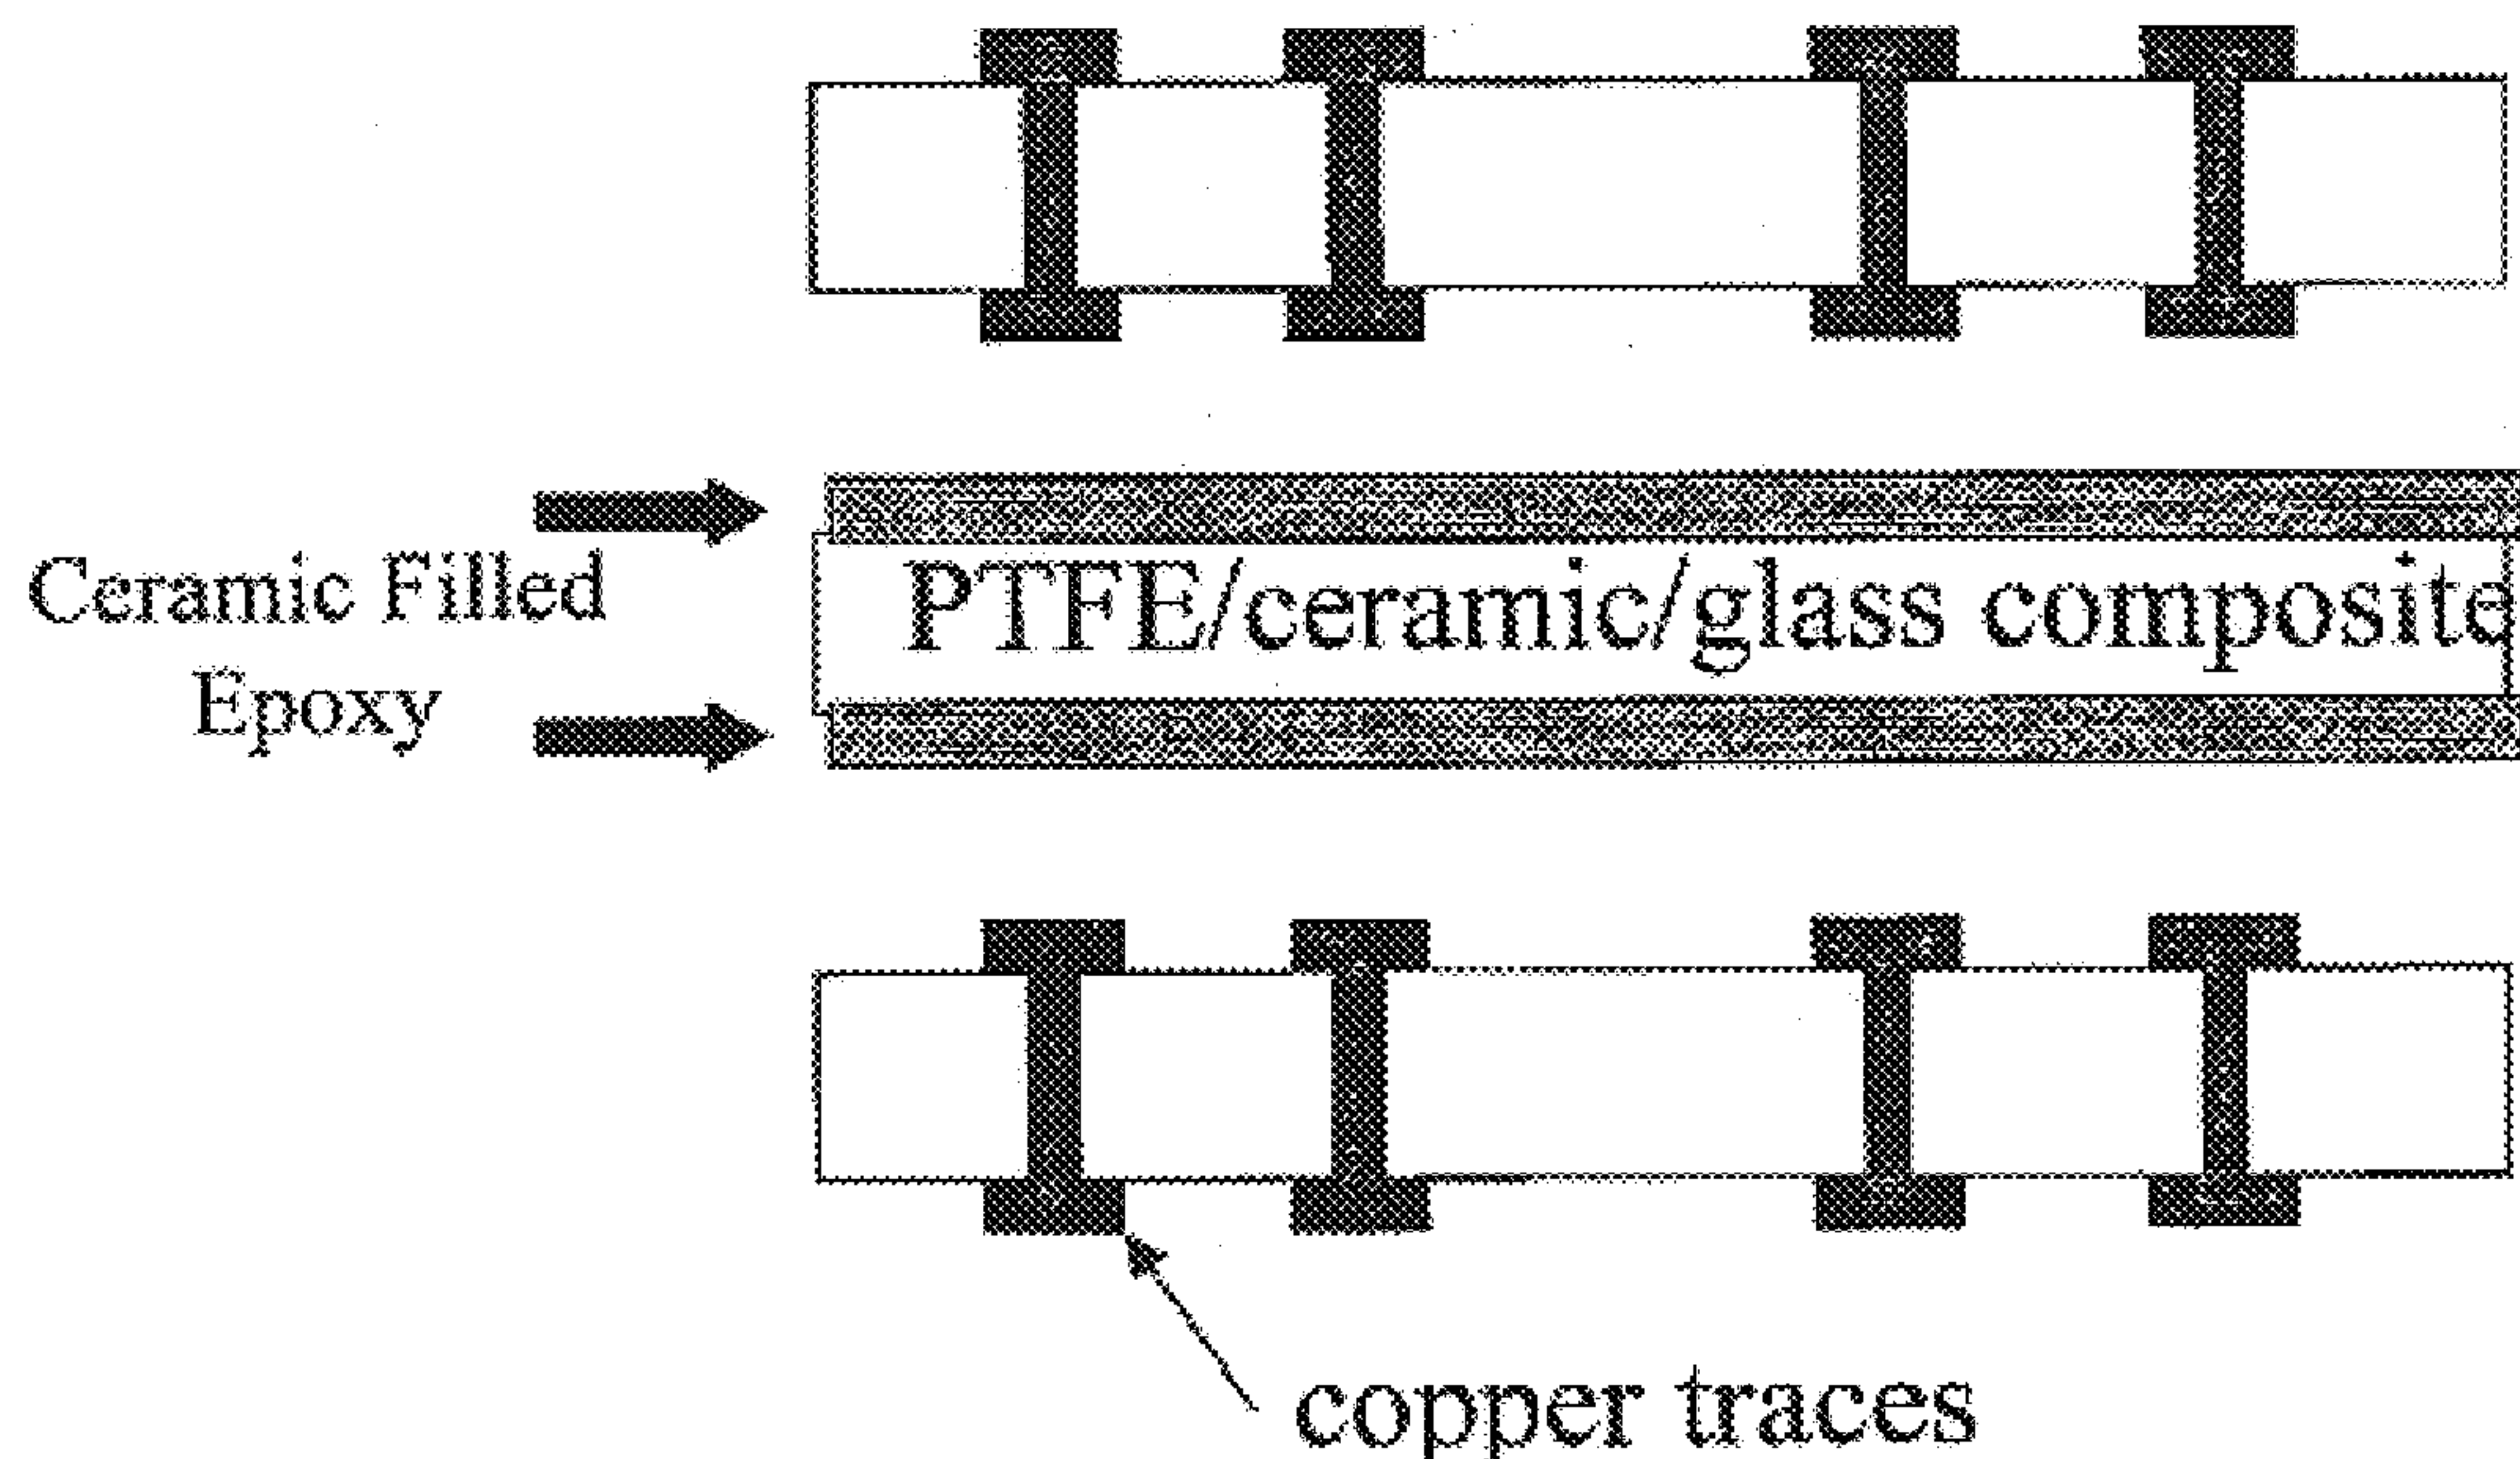 Ceramic Filled
Epoxy
PTFE/ceramic/glass composite
copper traces